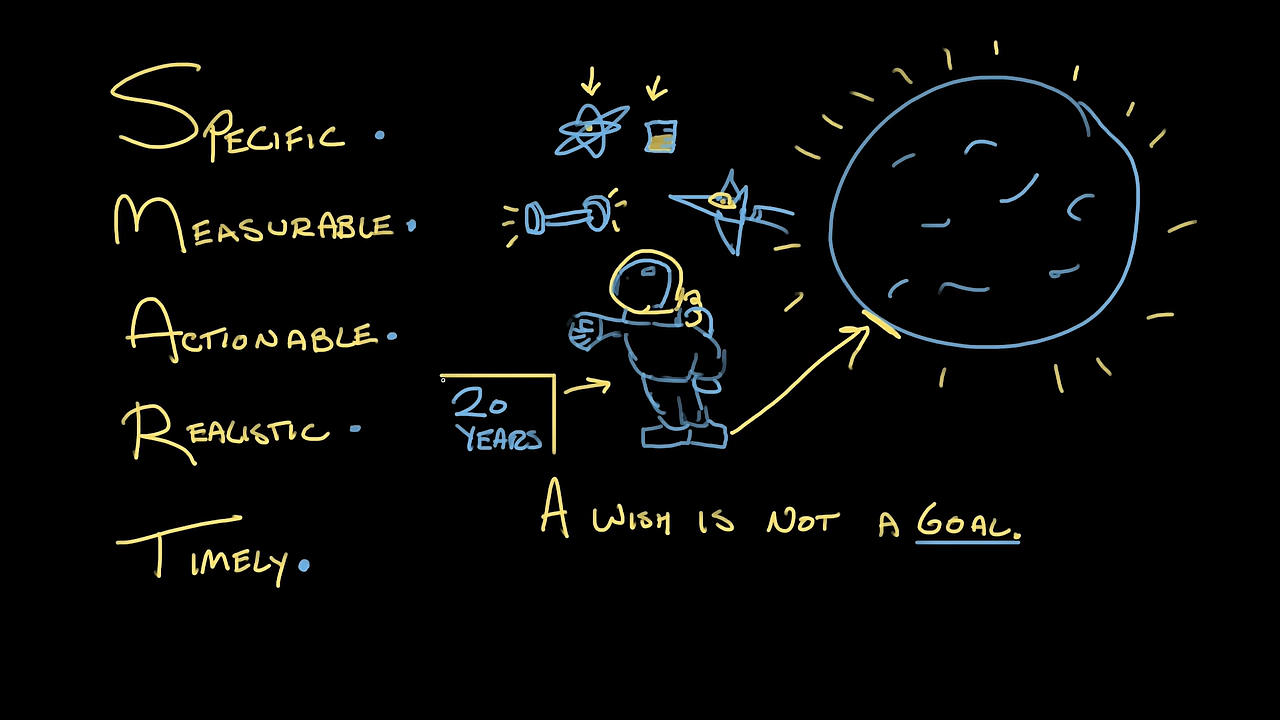 Specific.
Measurable.
Actionable.
Realistic.
Timely.
20
YEARS
A WISH IS NOT A GOAL.